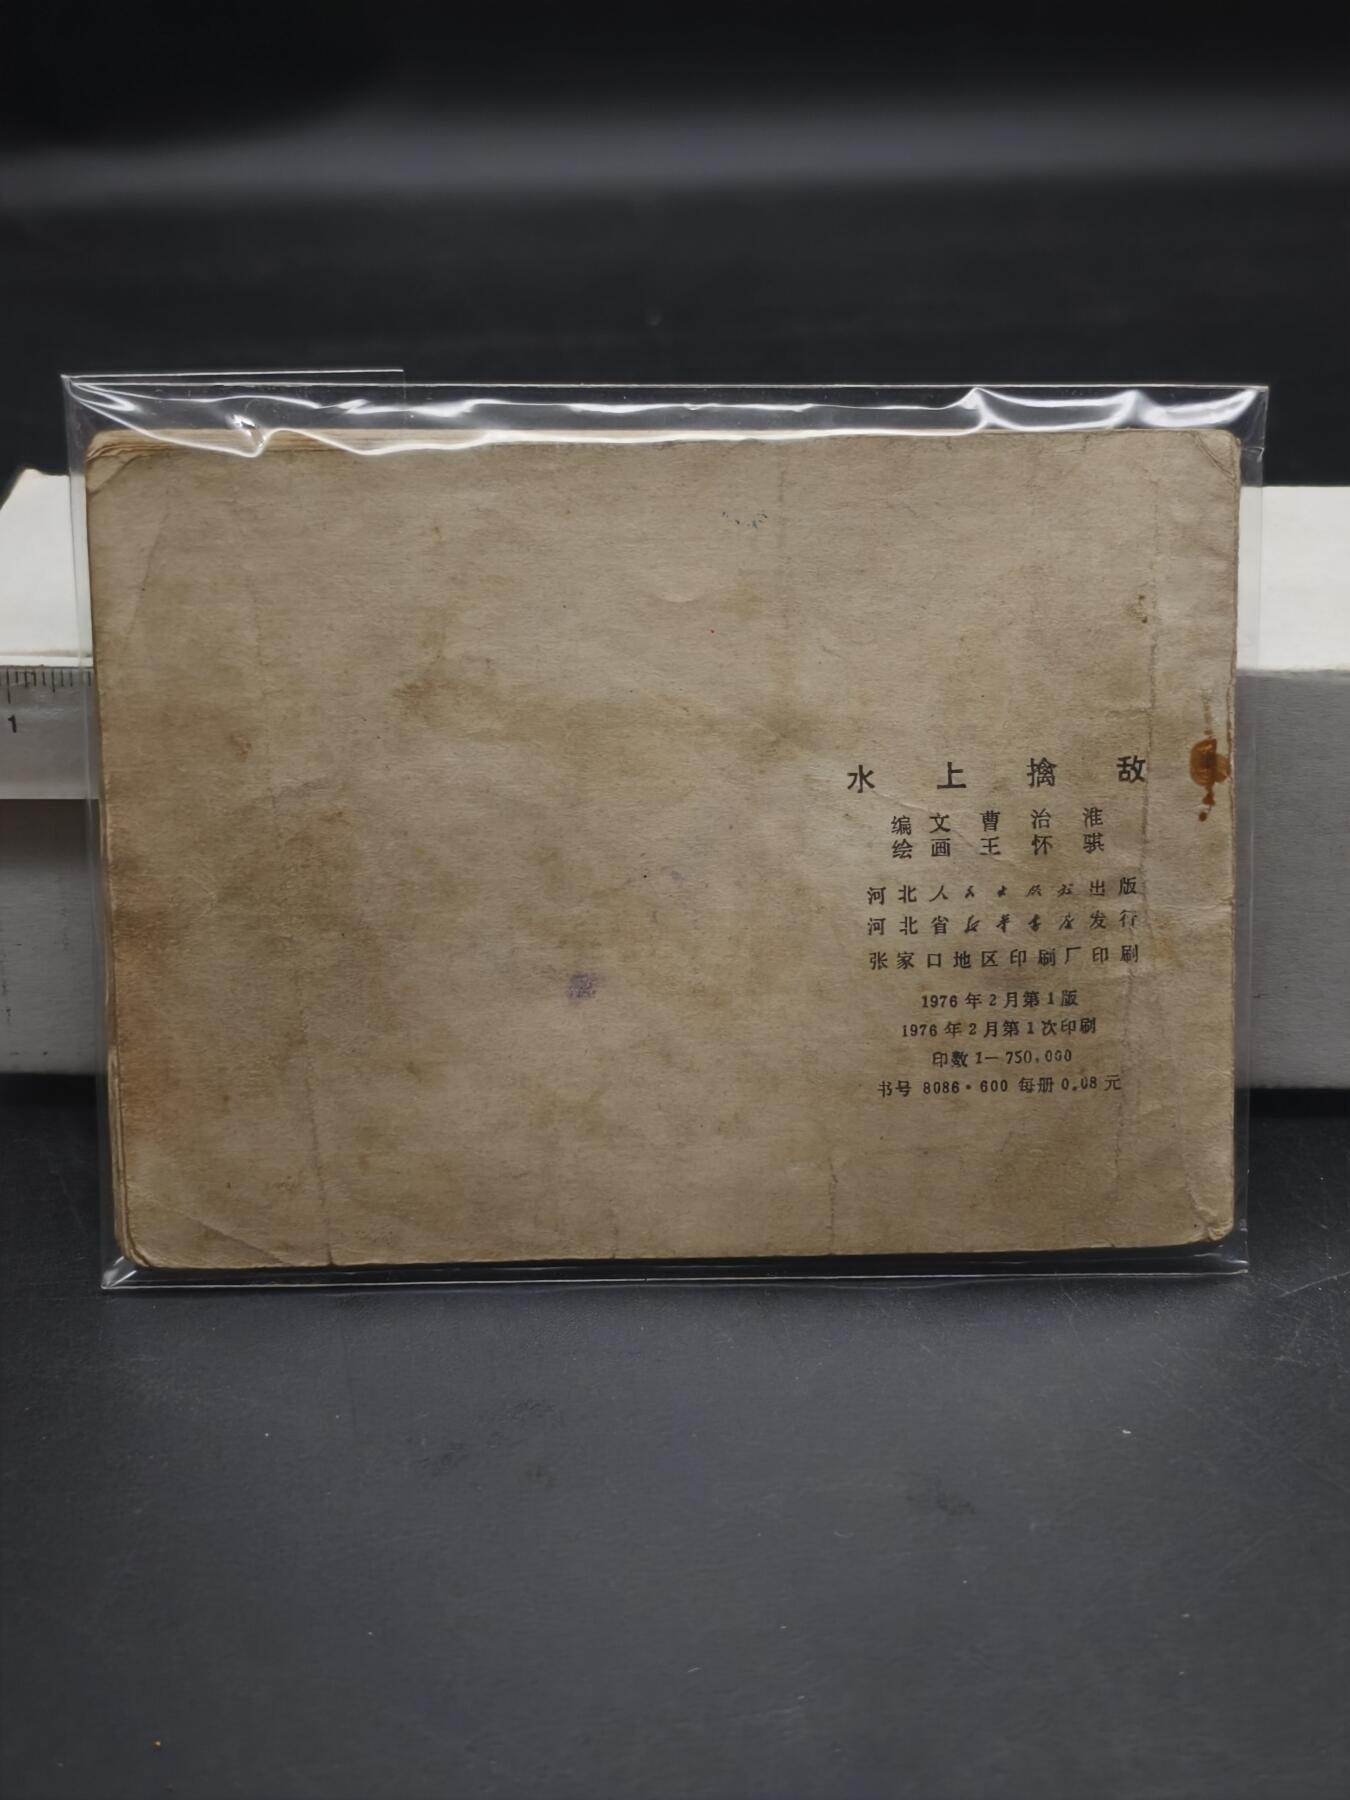 1
水上擒敌
编文 曹治淮
绘画 王怀骐
河北人民出版社出版
河北省新华书店发行
张家口地区印刷厂印刷
1976年2月第1版
1976年2月第1次印刷
印数 1—750,000
书号 8086·600 每册 0.08 元